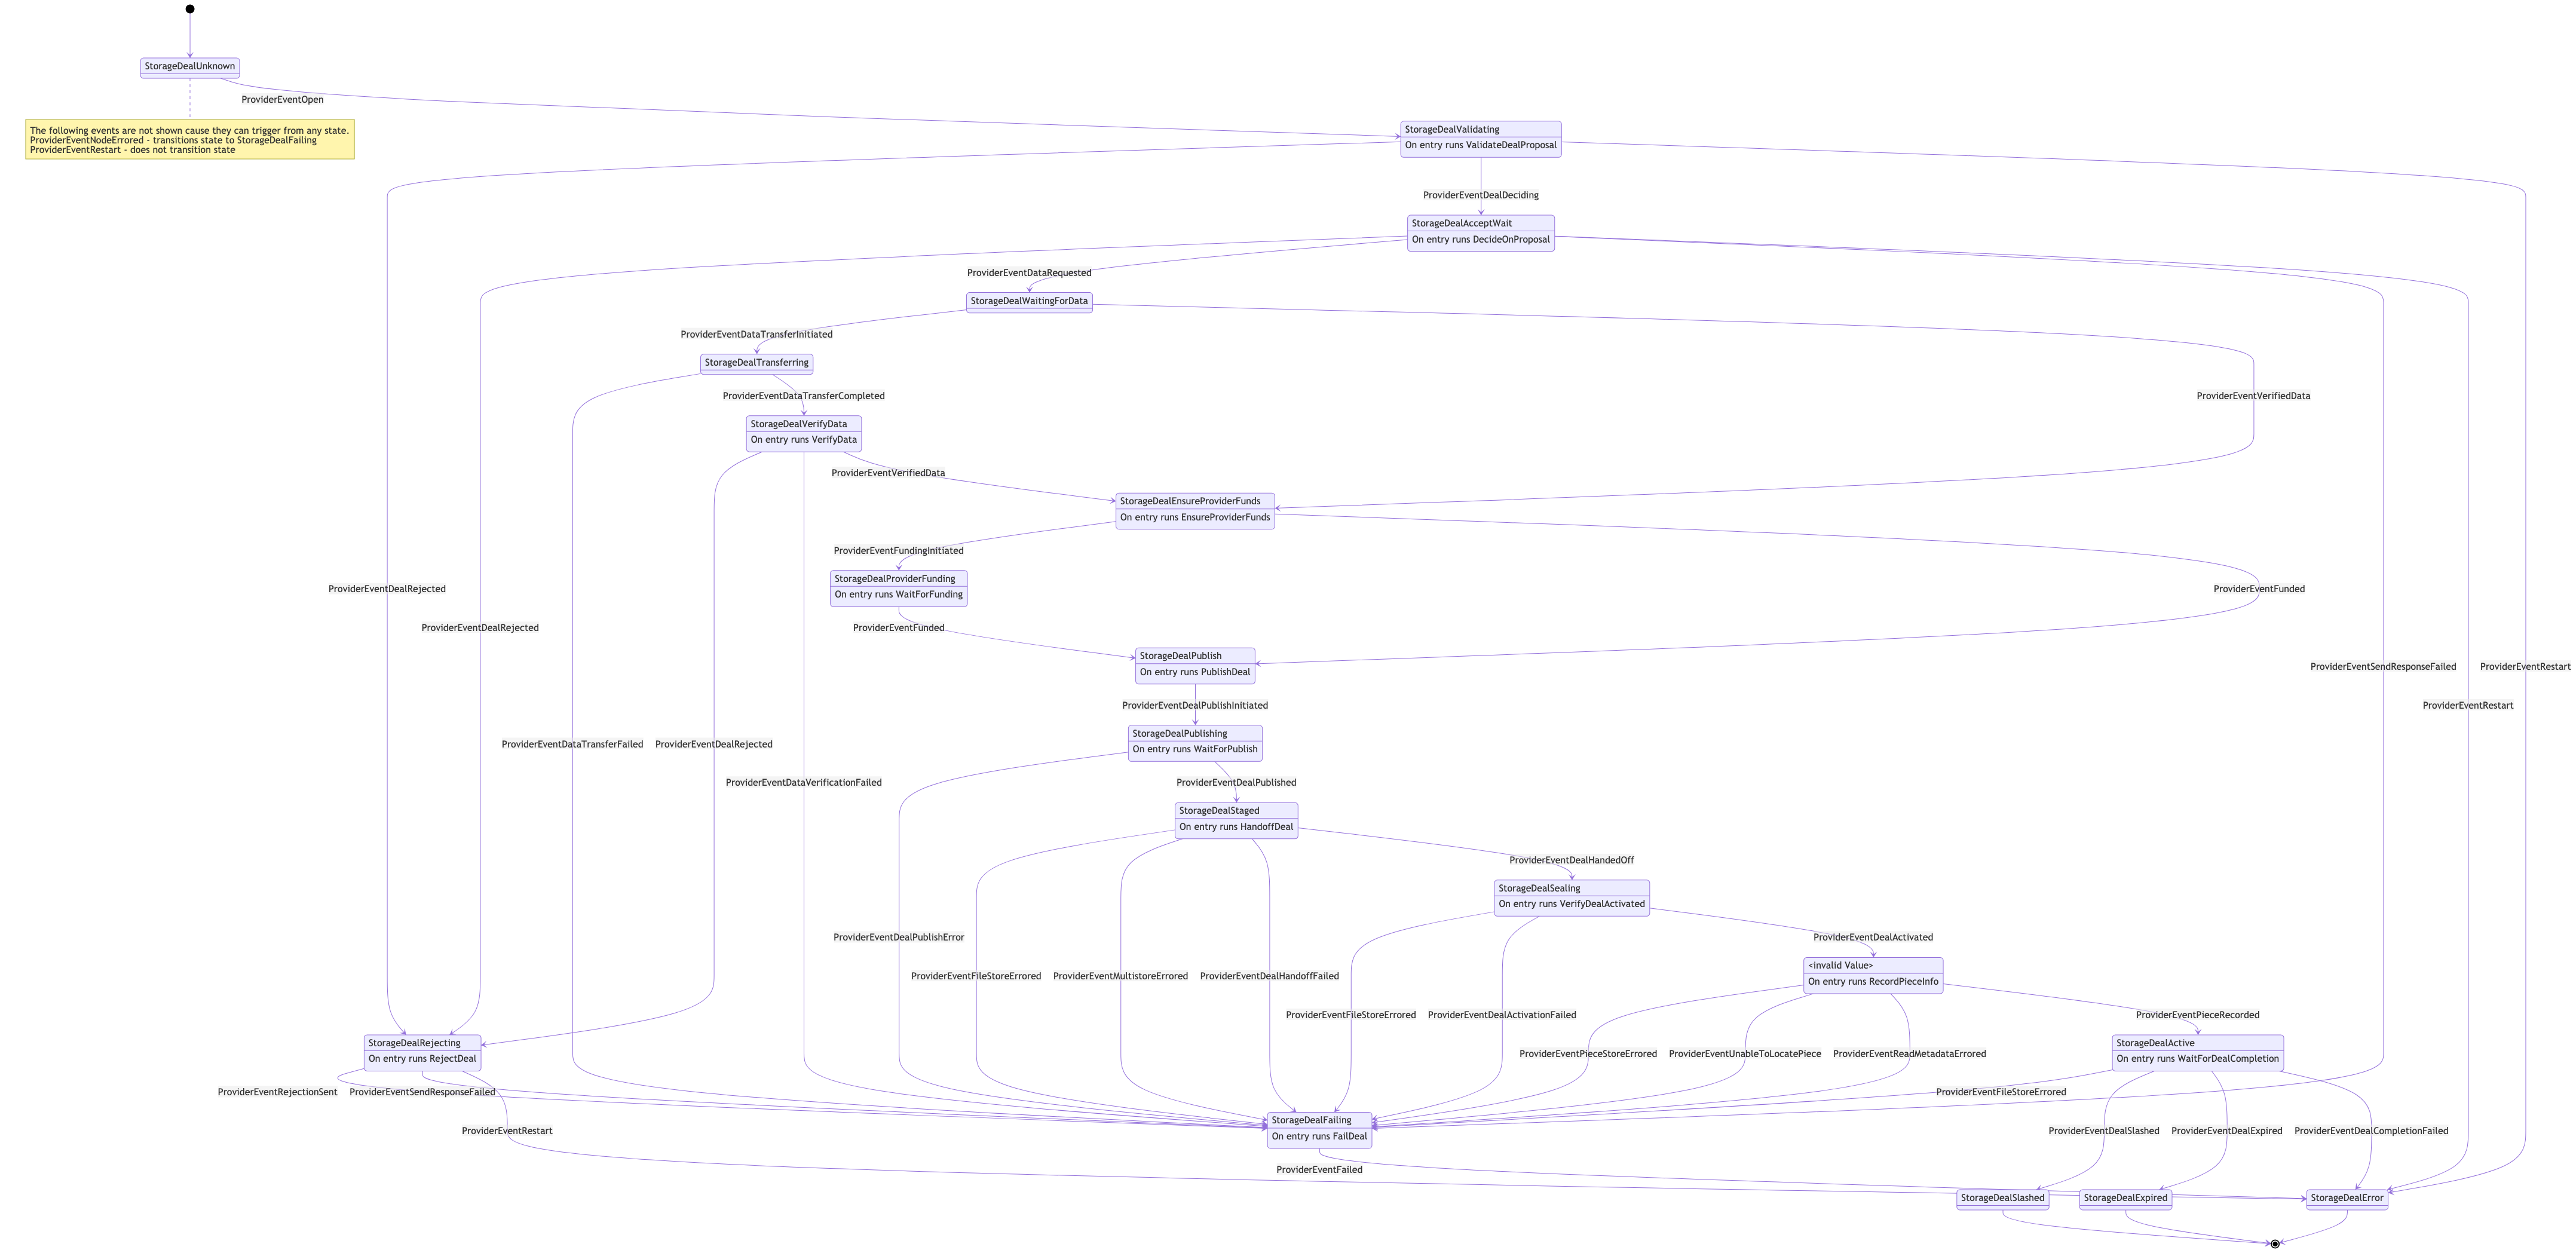 StorageDealUnknown
ProviderEventOpen
The following events are not shown cause they can trigger from any state.
ProviderEventNodeErrored - transitions state to StorageDealFailing
ProviderEventRestart - does not transition state
StorageDealValidating
On entry runs ValidateDealProposal
ProviderEventDealDeciding
StorageDealAcceptWait
On entry runs DecideOnProposal
ProviderEventDataRequested
StorageDealWaitingForData
ProviderEventDataTransferInitiated
StorageDealTransferring
ProviderEventDataTransferCompleted
ProviderEventVerifiedData
StorageDealVerifyData
On entry runs VerifyData
ProviderEventVerifiedData
StorageDealEnsureProviderFunds
On entry runs EnsureProviderFunds
ProviderEventFundingInitiated
StorageDealProviderFunding
On entry runs WaitForFunding
ProviderEventDealRejected
ProviderEventFunded
ProviderEventDealRejected
ProviderEventFunded
StorageDealPublish
On entry runs PublishDeal
ProviderEventSendResponseFailed
ProviderEventRestart
ProviderEventDealPublishInitiated
ProviderEventRestart
StorageDealPublishing
On entry runs WaitForPublish
ProviderEventDataTransferFailed
ProviderEventDealRejected
ProviderEventDataVerificationFailed
ProviderEventDealPublished
StorageDealStaged
On entry runs HandoffDeal
ProviderEventDealHandedOff
StorageDealSealing
On entry runs VerifyDealActivated
ProviderEventDealPublishError
ProviderEventDealActivated
ProviderEventFileStoreErrored
ProviderEventMultistoreErrored
ProviderEventDealHandoffFailed
<invalid Value>
On entry runs RecordPieceInfo
ProviderEventFileStoreErrored
ProviderEventDealActivationFailed
ProviderEventPieceRecorded
StorageDealRejecting
On entry runs RejectDeal
ProviderEventPieceStoreErrored
ProviderEventUnableToLocatePiece
ProviderEventReadMetadataErrored
StorageDealActive
On entry runs WaitForDealCompletion
ProviderEventRejectionSent
ProviderEventSendResponseFailed
ProviderEventFileStoreErrored
StorageDealFailing
On entry runs FailDeal
ProviderEventRestart
ProviderEventDealSlashed
ProviderEventDealExpired
ProviderEventDealCompletionFailed
ProviderEventFailed
StorageDealSlashed
StorageDealExpired
StorageDealError